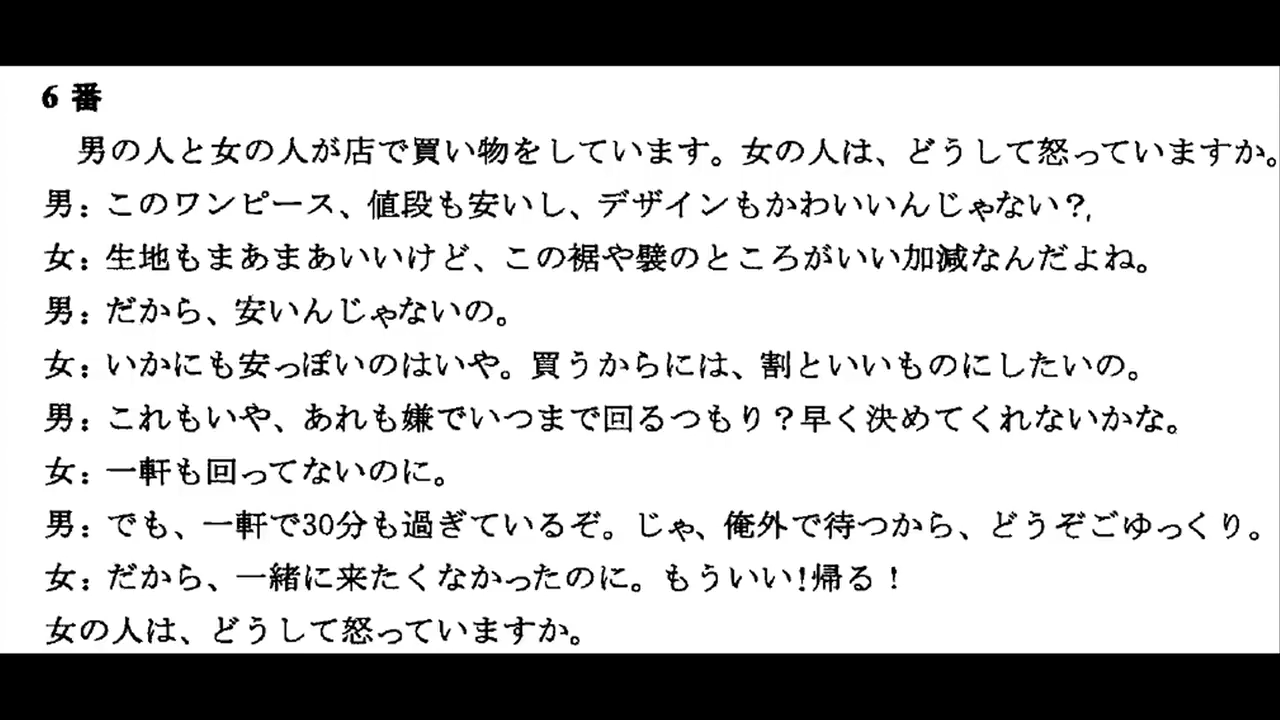 6 番
男の人と女の人が店で買い物をしています。女の人は、どうして怒っていますか。
男：このワンピース、値段も安いし、デザインもかわいいんじゃない？,
女：生地もまあまあいいけど、この裾や襞のところがいい加減なんだよね。
男：だから、安いんじゃないの。
女：いかにも安っぽいのはいや。買うからには、割といいものにしたいの。
男：これもいや、あれも嫌でいつまで回るつもり？早く決めてくれないかな。
女：一軒も回ってないのに。
男：でも、一軒で30分も過ぎているぞ。じゃ、俺外で待つから、どうぞごゆっくり。
女：だから、一緒に来たくなかったのに。もういい！帰る！
女の人は、どうして怒っていますか。